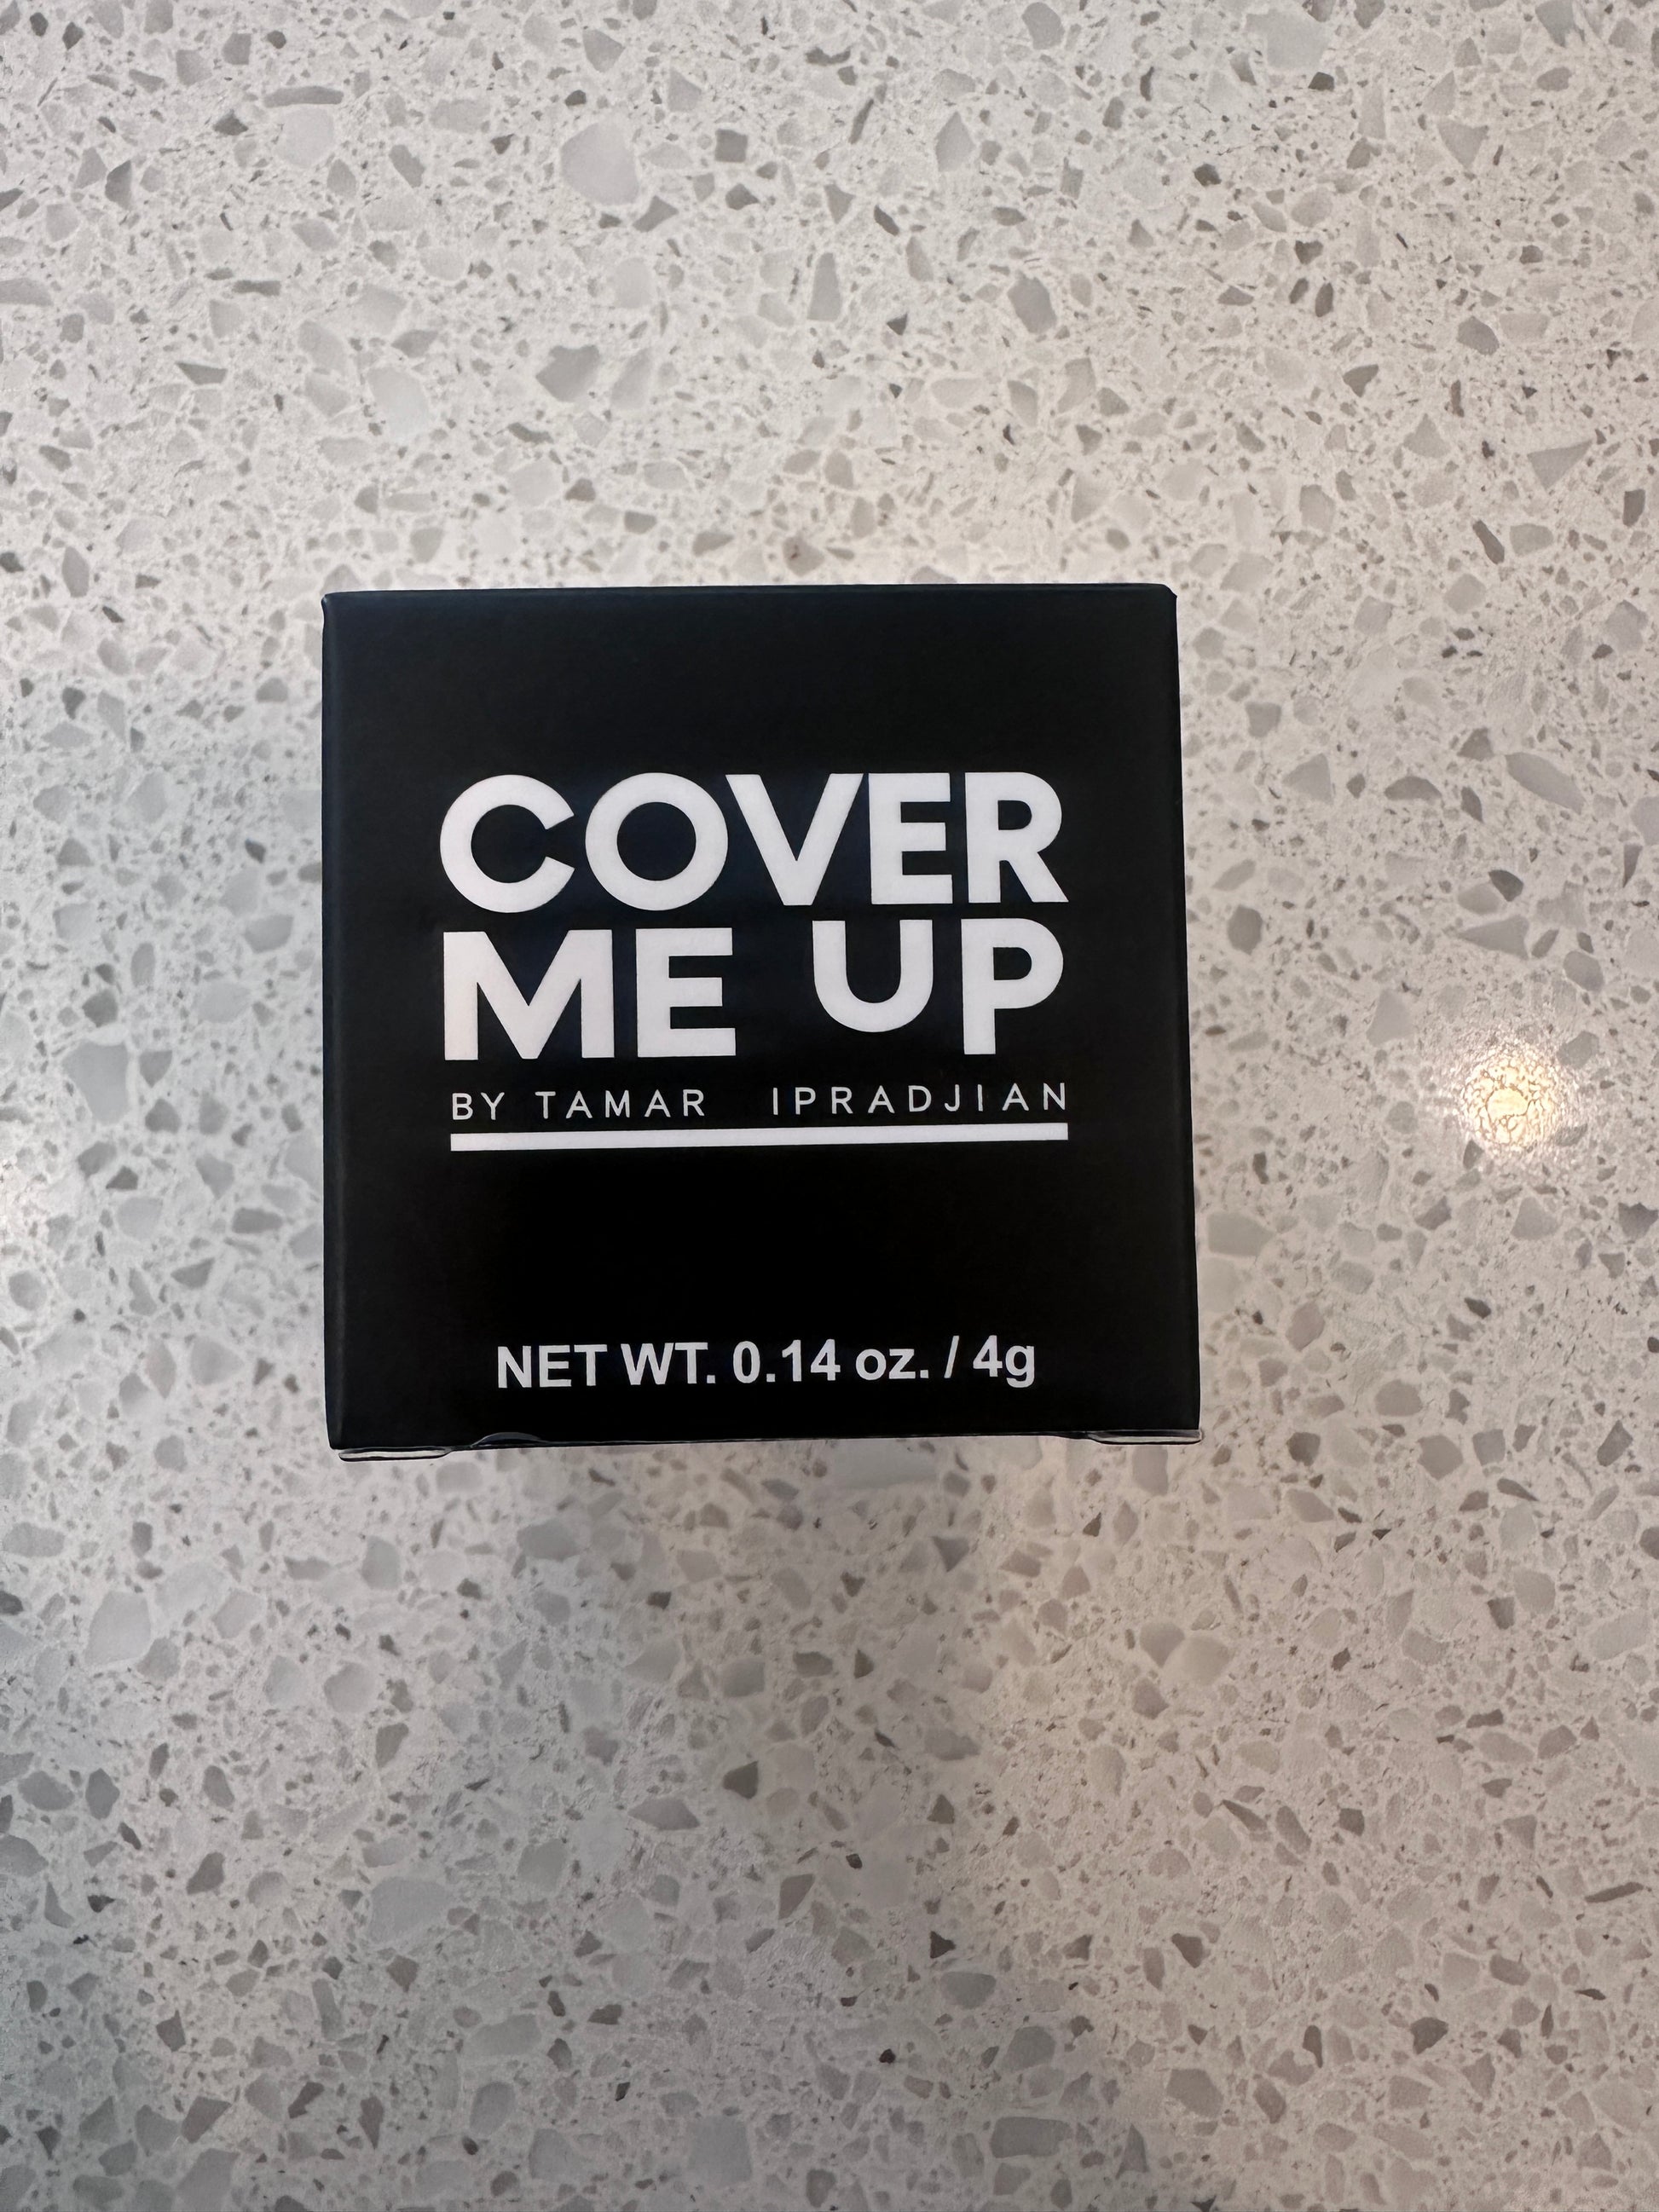 COVER
ME UP
BY TAMAR IPRADJIAN
NET WT. 0.14 oz. / 4g